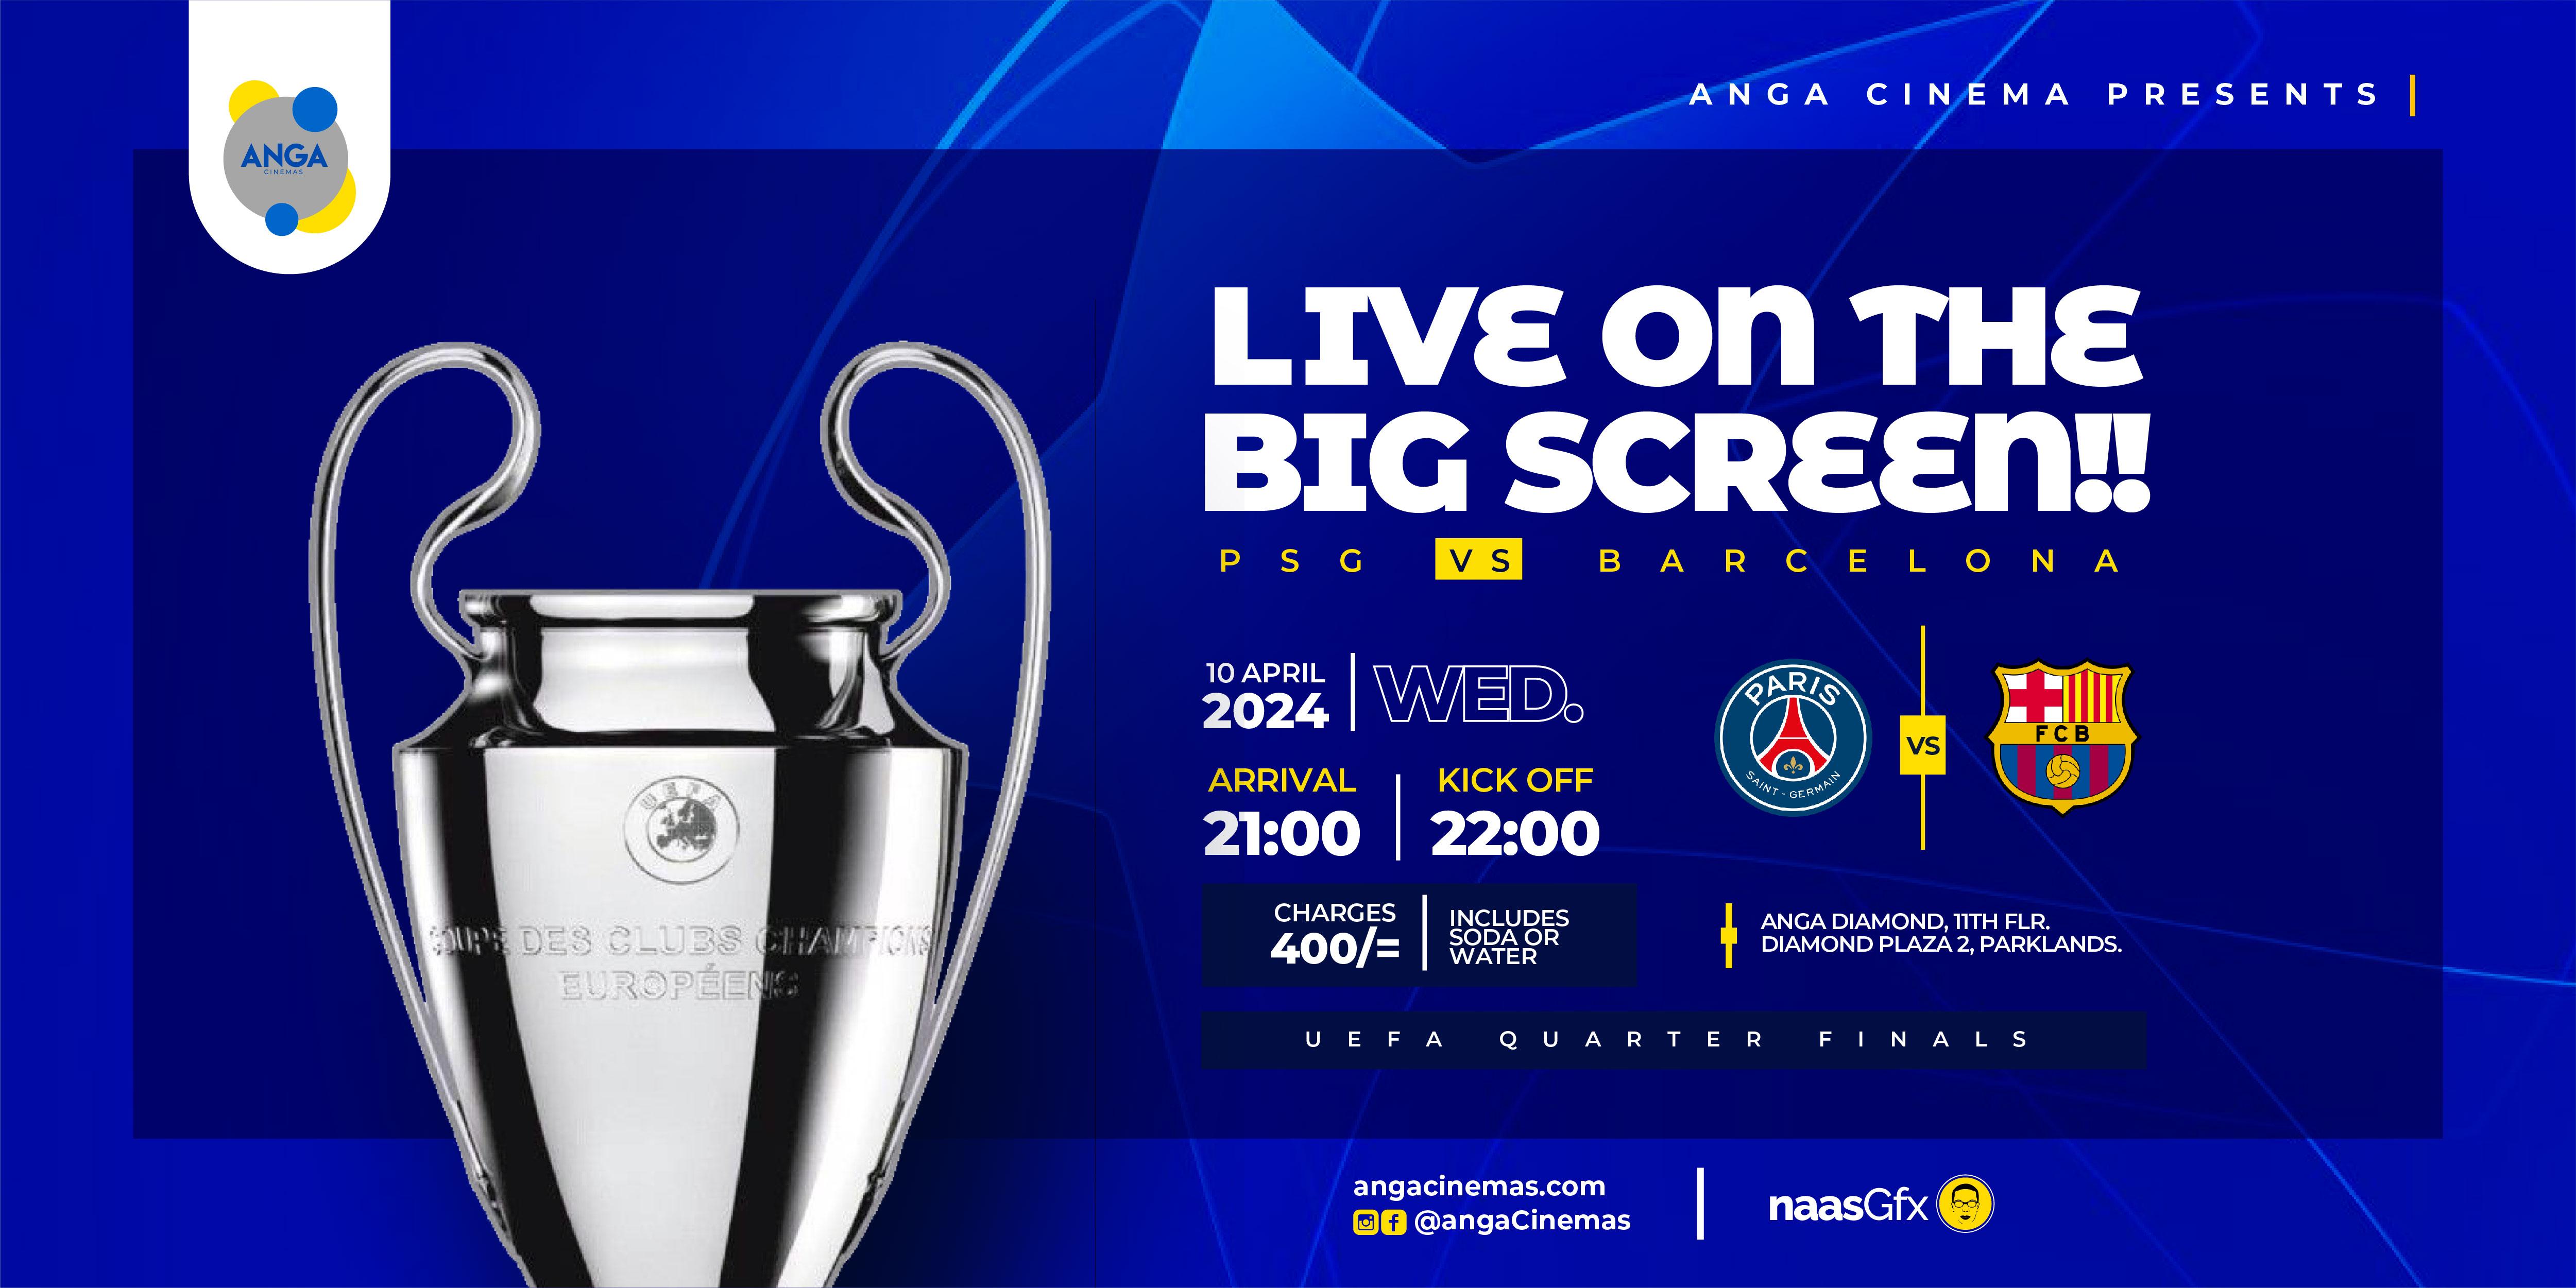 ANGA CINEMA PRESENTS
ANGA
CINEMAS
LIVE ON THE
BIG SCREEN!!
PSG VS BARCELONA
10 APRIL
2024
WED.
ARRIVAL
21:00
KICK OFF
22:00
PARIS
SAINT - GERMAIN
VS
FCB
CHARGES
400/=
INCLUDES
SODA OR
WATER
ANGA DIAMOND, 11TH FLR.
DIAMOND PLAZA 2, PARKLANDS.
UEFA QUARTER FINALS
UEFA
COUPE DES CLUBS CHAMPIONS
EUROPÉENS
angacinemas.com
@angaCinemas
naasGfx